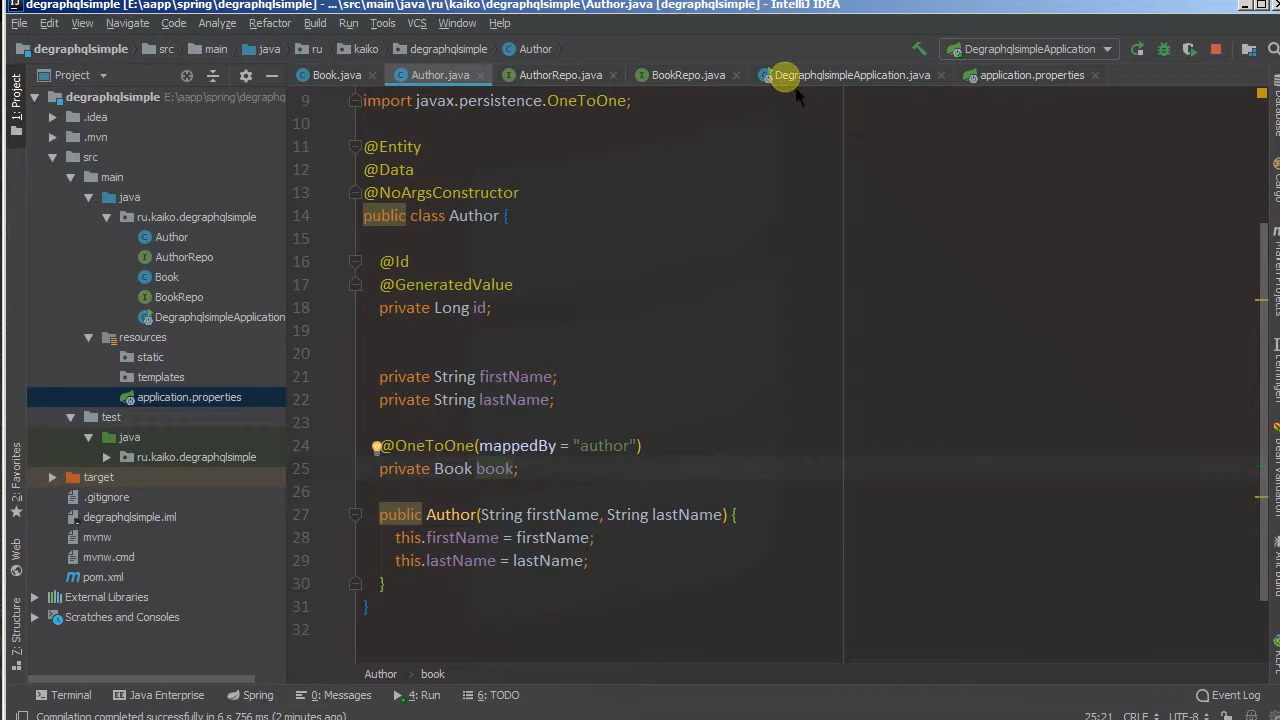 degraphqlsimple [E:\aapp\spring\degraphqlsimple] - ...\src\main\java\ru\kaiko\degraphqlsimple\Author.java [degraphqlsimple] - IntelliJ IDEA
File Edit View Navigate Code Analyze Refactor Build Run Tools VCS Window Help
degraphqlsimple src main java ru kaiko degraphqlsimple Author DegraphqlsimpleApplication
Project Book.java Author.java AuthorRepo.java BookRepo.java DegraphqlsimpleApplication.java application.properties
1: Project
2: Favorites
Web
Z: Structure
degraphqlsimple E:\aapp\spring\degraphq
.idea
.mvn
src
main
java
ru.kaiko.degraphqlsimple
Author
AuthorRepo
Book
BookRepo
DegraphqlsimpleApplication
resources
static
templates
application.properties
test
java
ru.kaiko.degraphqlsimple
target
.gitignore
degraphqlsimple.iml
mvnw
mvnw.cmd
pom.xml
External Libraries
Scratches and Consoles
9 import javax.persistence.OneToOne;
10
11 @Entity
12 @Data
13 @NoArgsConstructor
14 public class Author {
15
16 @Id
17 @GeneratedValue
18 private Long id;
19
20
21 private String firstName;
22 private String lastName;
23
24 @OneToOne(mappedBy = "author")
25 private Book book;
26
27 public Author(String firstName, String lastName) {
28 this.firstName = firstName;
29 this.lastName = lastName;
30 }
31 }
32
Author book
Terminal Java Enterprise Spring 0: Messages 4: Run 6: TODO Event Log
Compilation completed successfully in 6 s 756 ms (2 minutes ago) 25:21 CRLF UTF-8